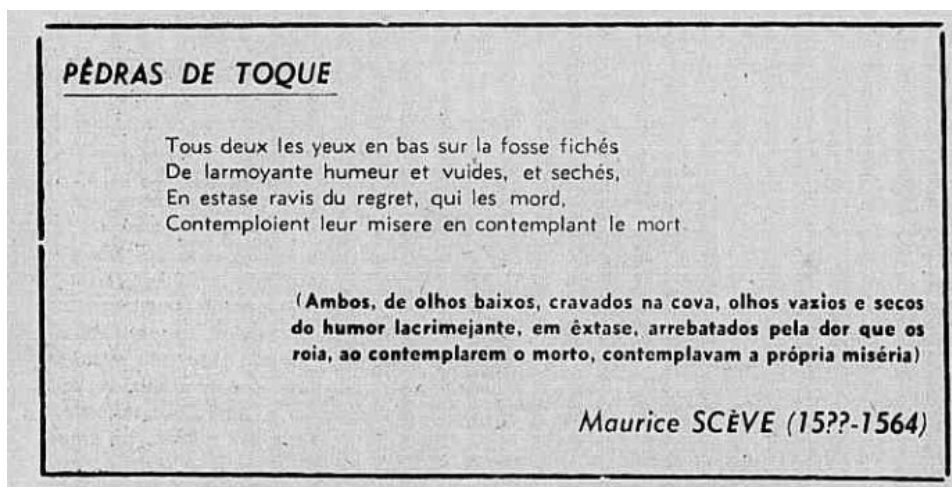 PÊDRAS DE TOQUE
Tous deux les yeux en bas sur la fosse fichés
De larmoyante humeur et vuides, et sechés,
En estase ravis du regret, qui les mord,
Contemploient leur misere en contemplant le mort
(Ambos, de olhos baixos, cravados na cova, olhos vaxios e secos
do humor lacrimejante, em êxtase, arrebatados pela dor que os
roia, ao contemplarem o morto, contemplavam a própria miséria)
Maurice SCÈVE (15??-1564)